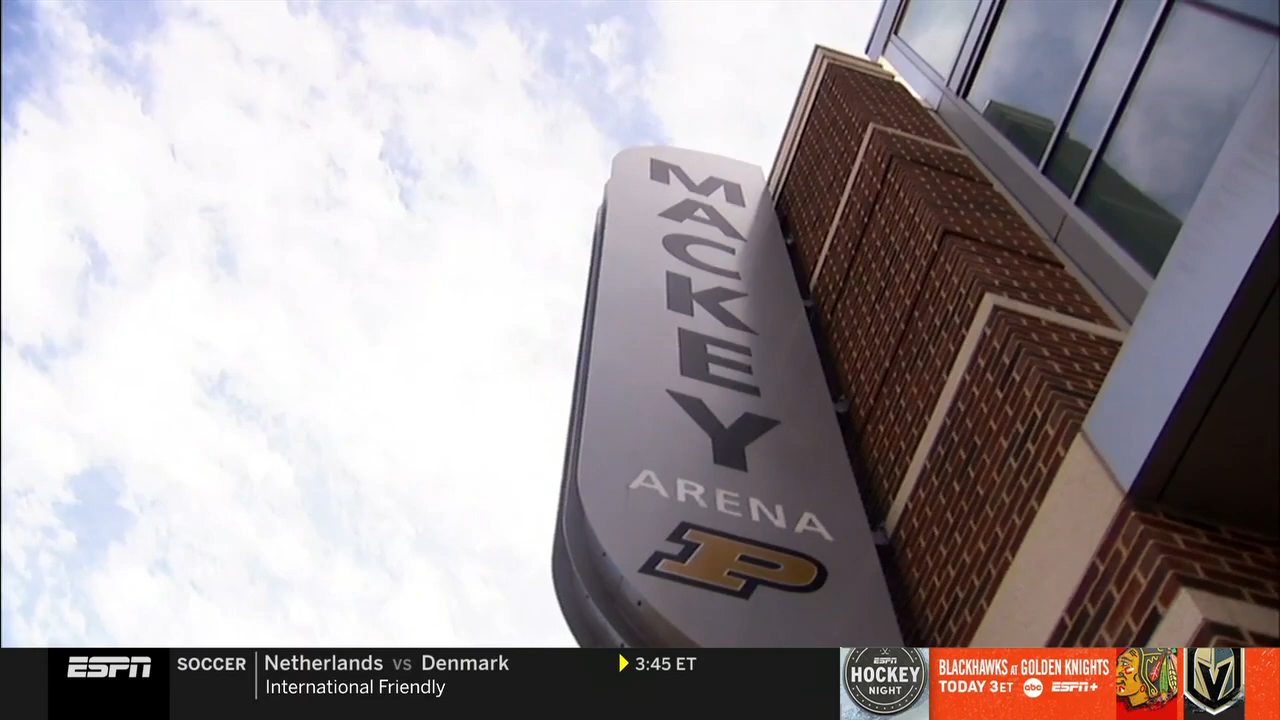 MACKEY
ARENA
P
ESPN
SOCCER
Netherlands vs Denmark
3:45 ET
International Friendly
ESPN
HOCKEY
NIGHT
BLACKHAWKS AT GOLDEN KNIGHTS
TODAY 3ET abc ESPN+